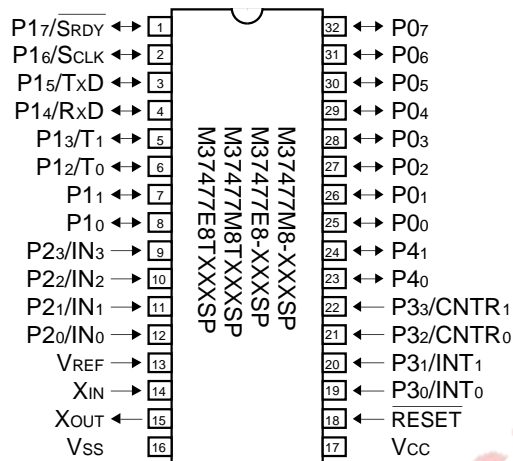 P17/SRDY 1 32 P07
P16/SCLK 2 31 P06
P15/TXD 3 30 P05
P14/RXD 4 29 P04
P13/T1 5 28 P03
P12/T0 6 27 P02
P11 7 26 P01
P10 8 25 P00
P23/IN3 9 24 P41
P22/IN2 10 23 P40
P21/IN1 11 22 P33/CNTR1
P20/IN0 12 21 P32/CNTR0
VREF 13 20 P31/INT1
XIN 14 19 P30/INT0
XOUT 15 18 RESET
VSS 16 17 VCC
M37477M8-XXXSP
M37477E8-XXXSP
M37477M8TXXXSP
M37477E8TXXXSP